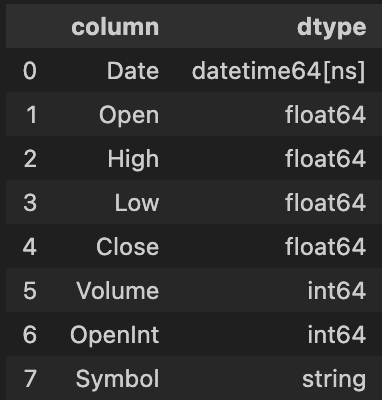 column dtype
0 Date datetime64[ns]
1 Open float64
2 High float64
3 Low float64
4 Close float64
5 Volume int64
6 OpenInt int64
7 Symbol string